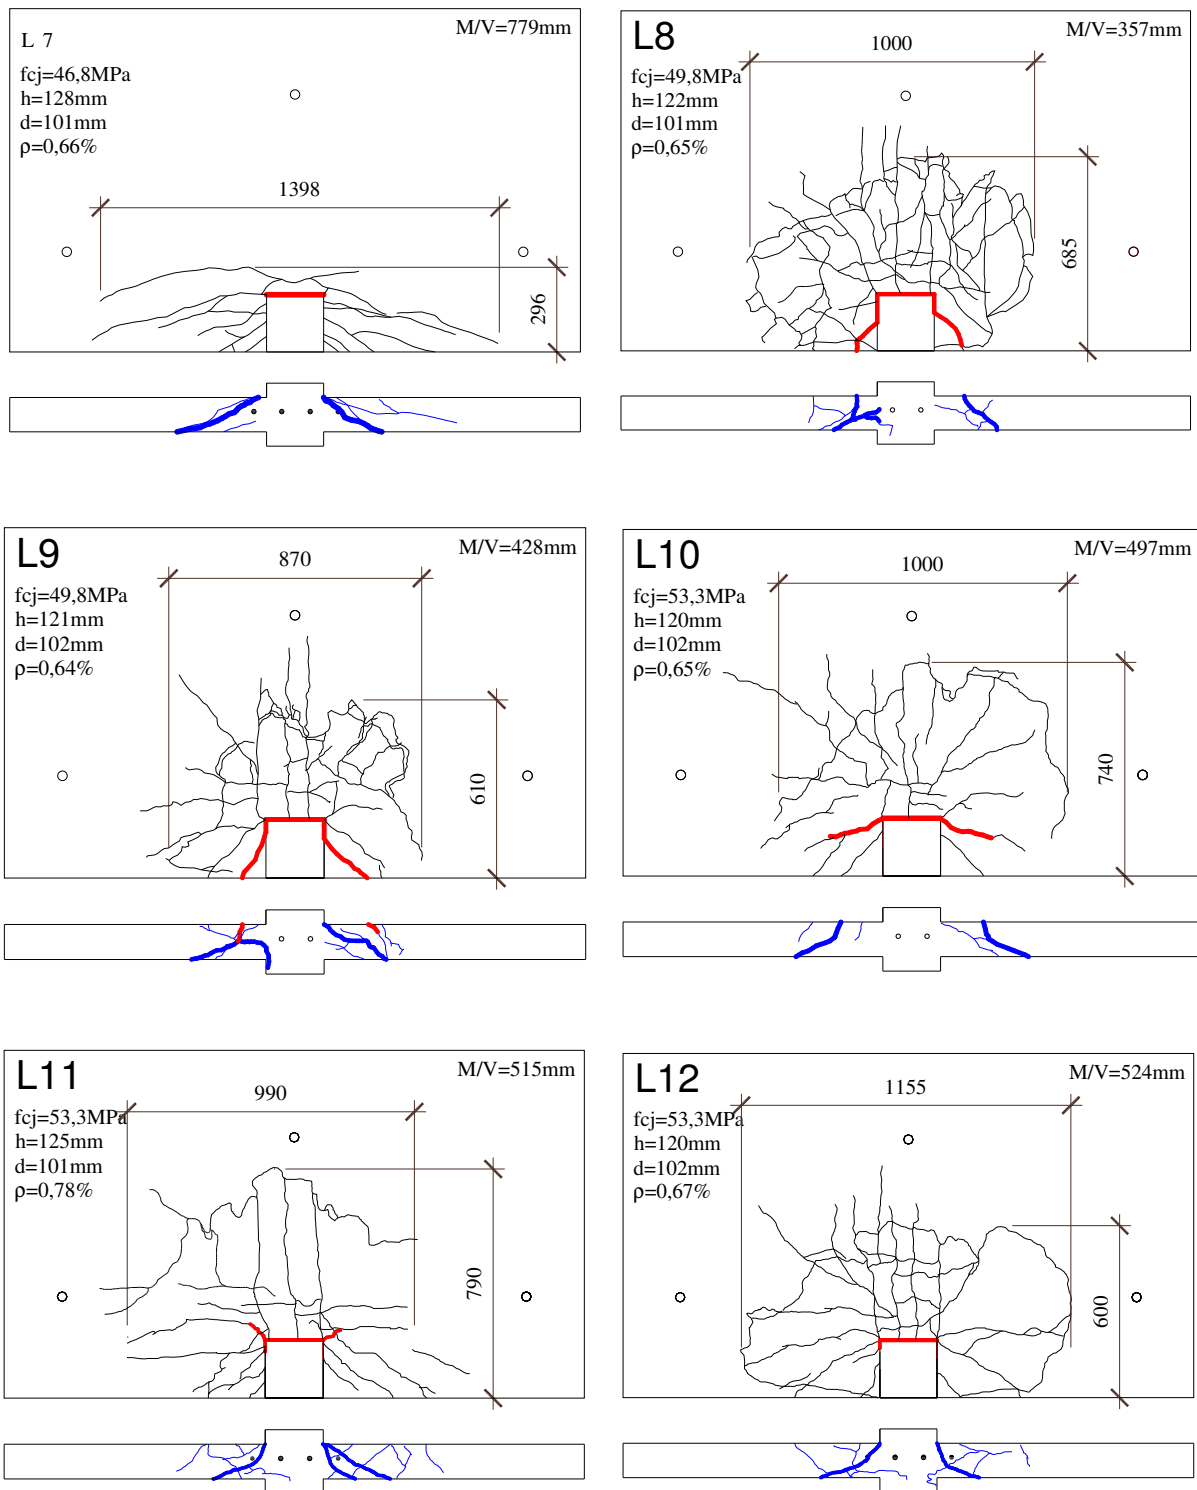 L 7
M/V=779mm
fcj=46,8MPa
h=128mm
d=101mm
ρ=0,66%
1398
296
L8
M/V=357mm
1000
fcj=49,8MPa
h=122mm
d=101mm
ρ=0,65%
685
L9
M/V=428mm
870
fcj=49,8MPa
h=121mm
d=102mm
ρ=0,64%
610
L10
M/V=497mm
1000
fcj=53,3MPa
h=120mm
d=102mm
ρ=0,65%
740
L11
M/V=515mm
990
fcj=53,3MPa
h=125mm
d=101mm
ρ=0,78%
790
L12
M/V=524mm
1155
fcj=53,3MPa
h=120mm
d=102mm
ρ=0,67%
600